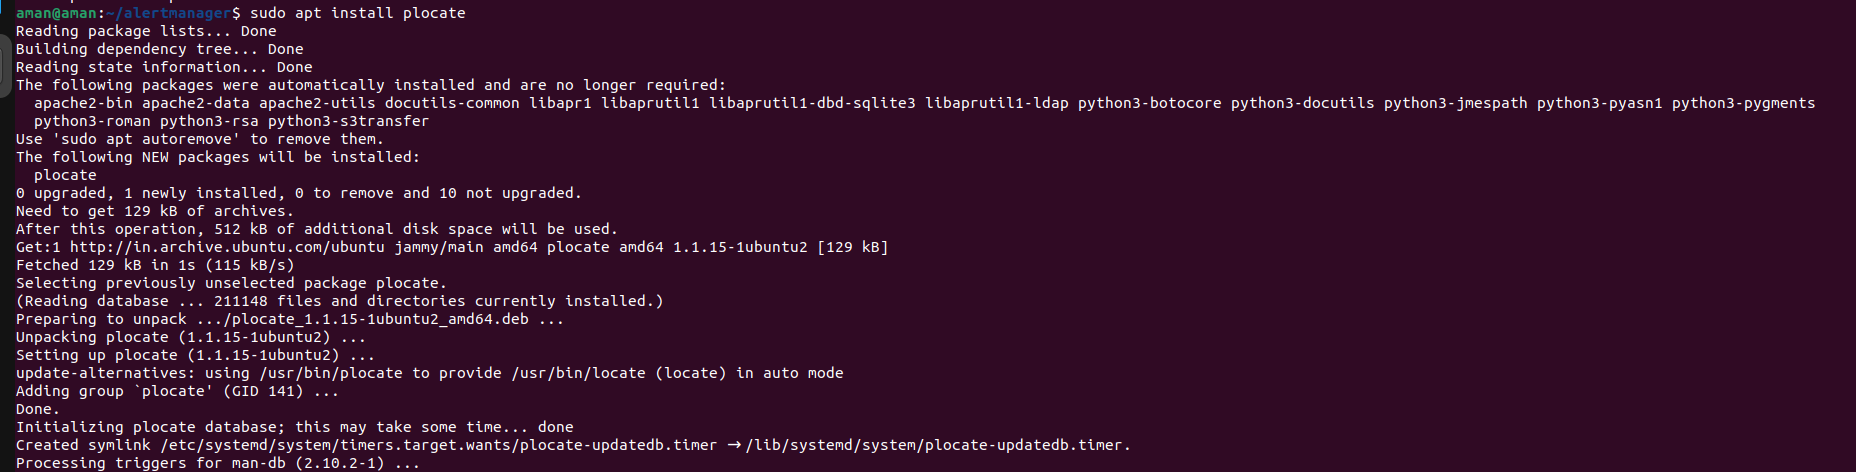 aman@aman:~/alertmanager$ sudo apt install plocate
Reading package lists... Done
Building dependency tree... Done
Reading state information... Done
The following packages were automatically installed and are no longer required:
  apache2-bin apache2-data apache2-utils docutils-common libapr1 libaprutil1 libaprutil1-dbd-sqlite3 libaprutil1-ldap python3-botocore python3-docutils python3-jmespath python3-pyasn1 python3-pygments
  python3-roman python3-rsa python3-s3transfer
Use 'sudo apt autoremove' to remove them.
The following NEW packages will be installed:
  plocate
0 upgraded, 1 newly installed, 0 to remove and 10 not upgraded.
Need to get 129 kB of archives.
After this operation, 512 kB of additional disk space will be used.
Get:1 http://in.archive.ubuntu.com/ubuntu jammy/main amd64 plocate amd64 1.1.15-1ubuntu2 [129 kB]
Fetched 129 kB in 1s (115 kB/s)
Selecting previously unselected package plocate.
(Reading database ... 211148 files and directories currently installed.)
Preparing to unpack .../plocate_1.1.15-1ubuntu2_amd64.deb ...
Unpacking plocate (1.1.15-1ubuntu2) ...
Setting up plocate (1.1.15-1ubuntu2) ...
update-alternatives: using /usr/bin/plocate to provide /usr/bin/locate (locate) in auto mode
Adding group `plocate' (GID 141) ...
Done.
Initializing plocate database; this may take some time... done
Created symlink /etc/systemd/system/timers.target.wants/plocate-updatedb.timer → /lib/systemd/system/plocate-updatedb.timer.
Processing triggers for man-db (2.10.2-1) ...